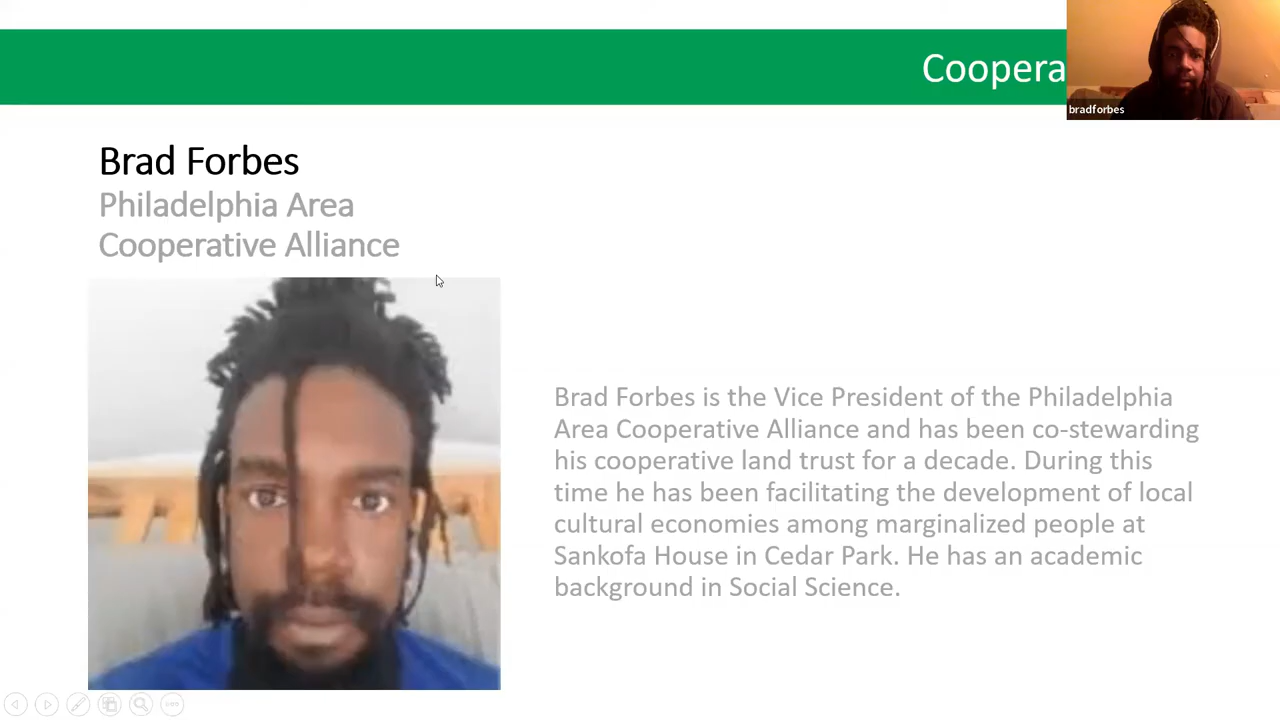 Coopera
bradforbes
Brad Forbes
Philadelphia Area
Cooperative Alliance
Brad Forbes is the Vice President of the Philadelphia
Area Cooperative Alliance and has been co-stewarding
his cooperative land trust for a decade. During this
time he has been facilitating the development of local
cultural economies among marginalized people at
Sankofa House in Cedar Park. He has an academic
background in Social Science.